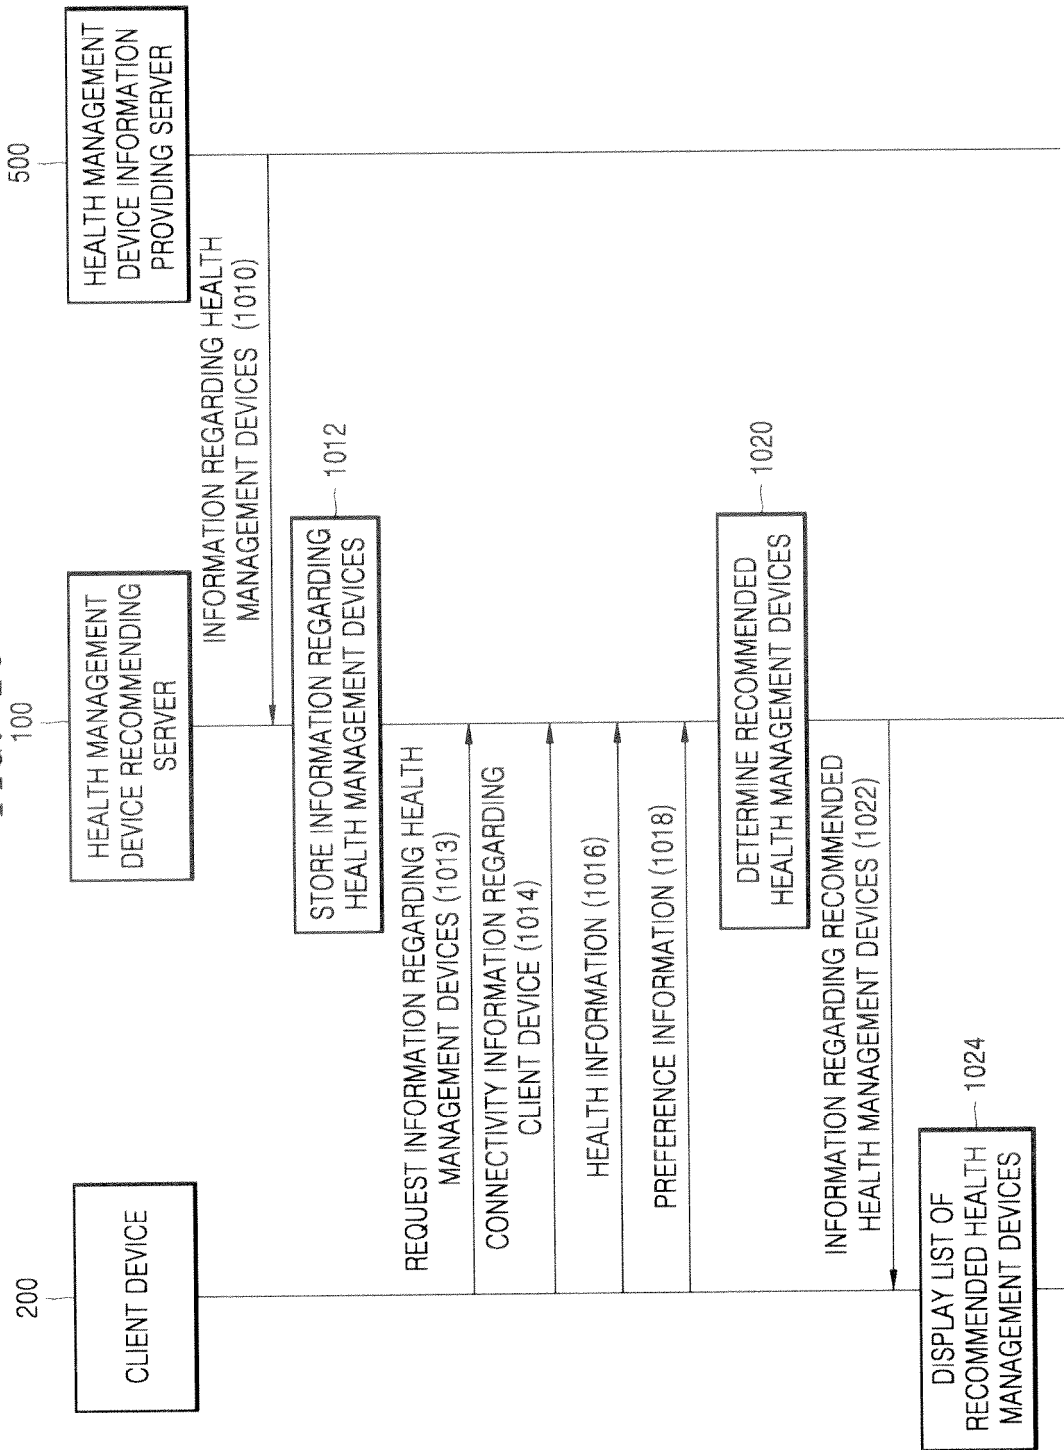 200
CLIENT DEVICE
100
HEALTH MANAGEMENT
DEVICE RECOMMENDING
SERVER
500
HEALTH MANAGEMENT
DEVICE INFORMATION
PROVIDING SERVER
INFORMATION REGARDING HEALTH
MANAGEMENT DEVICES (1010)
STORE INFORMATION REGARDING
HEALTH MANAGEMENT DEVICES
1012
REQUEST INFORMATION REGARDING HEALTH
MANAGEMENT DEVICES (1013)
CONNECTIVITY INFORMATION REGARDING
CLIENT DEVICE (1014)
HEALTH INFORMATION (1016)
PREFERENCE INFORMATION (1018)
DETERMINE RECOMMENDED
HEALTH MANAGEMENT DEVICES
1020
INFORMATION REGARDING RECOMMENDED
HEALTH MANAGEMENT DEVICES (1022)
DISPLAY LIST OF
RECOMMENDED HEALTH
MANAGEMENT DEVICES
1024